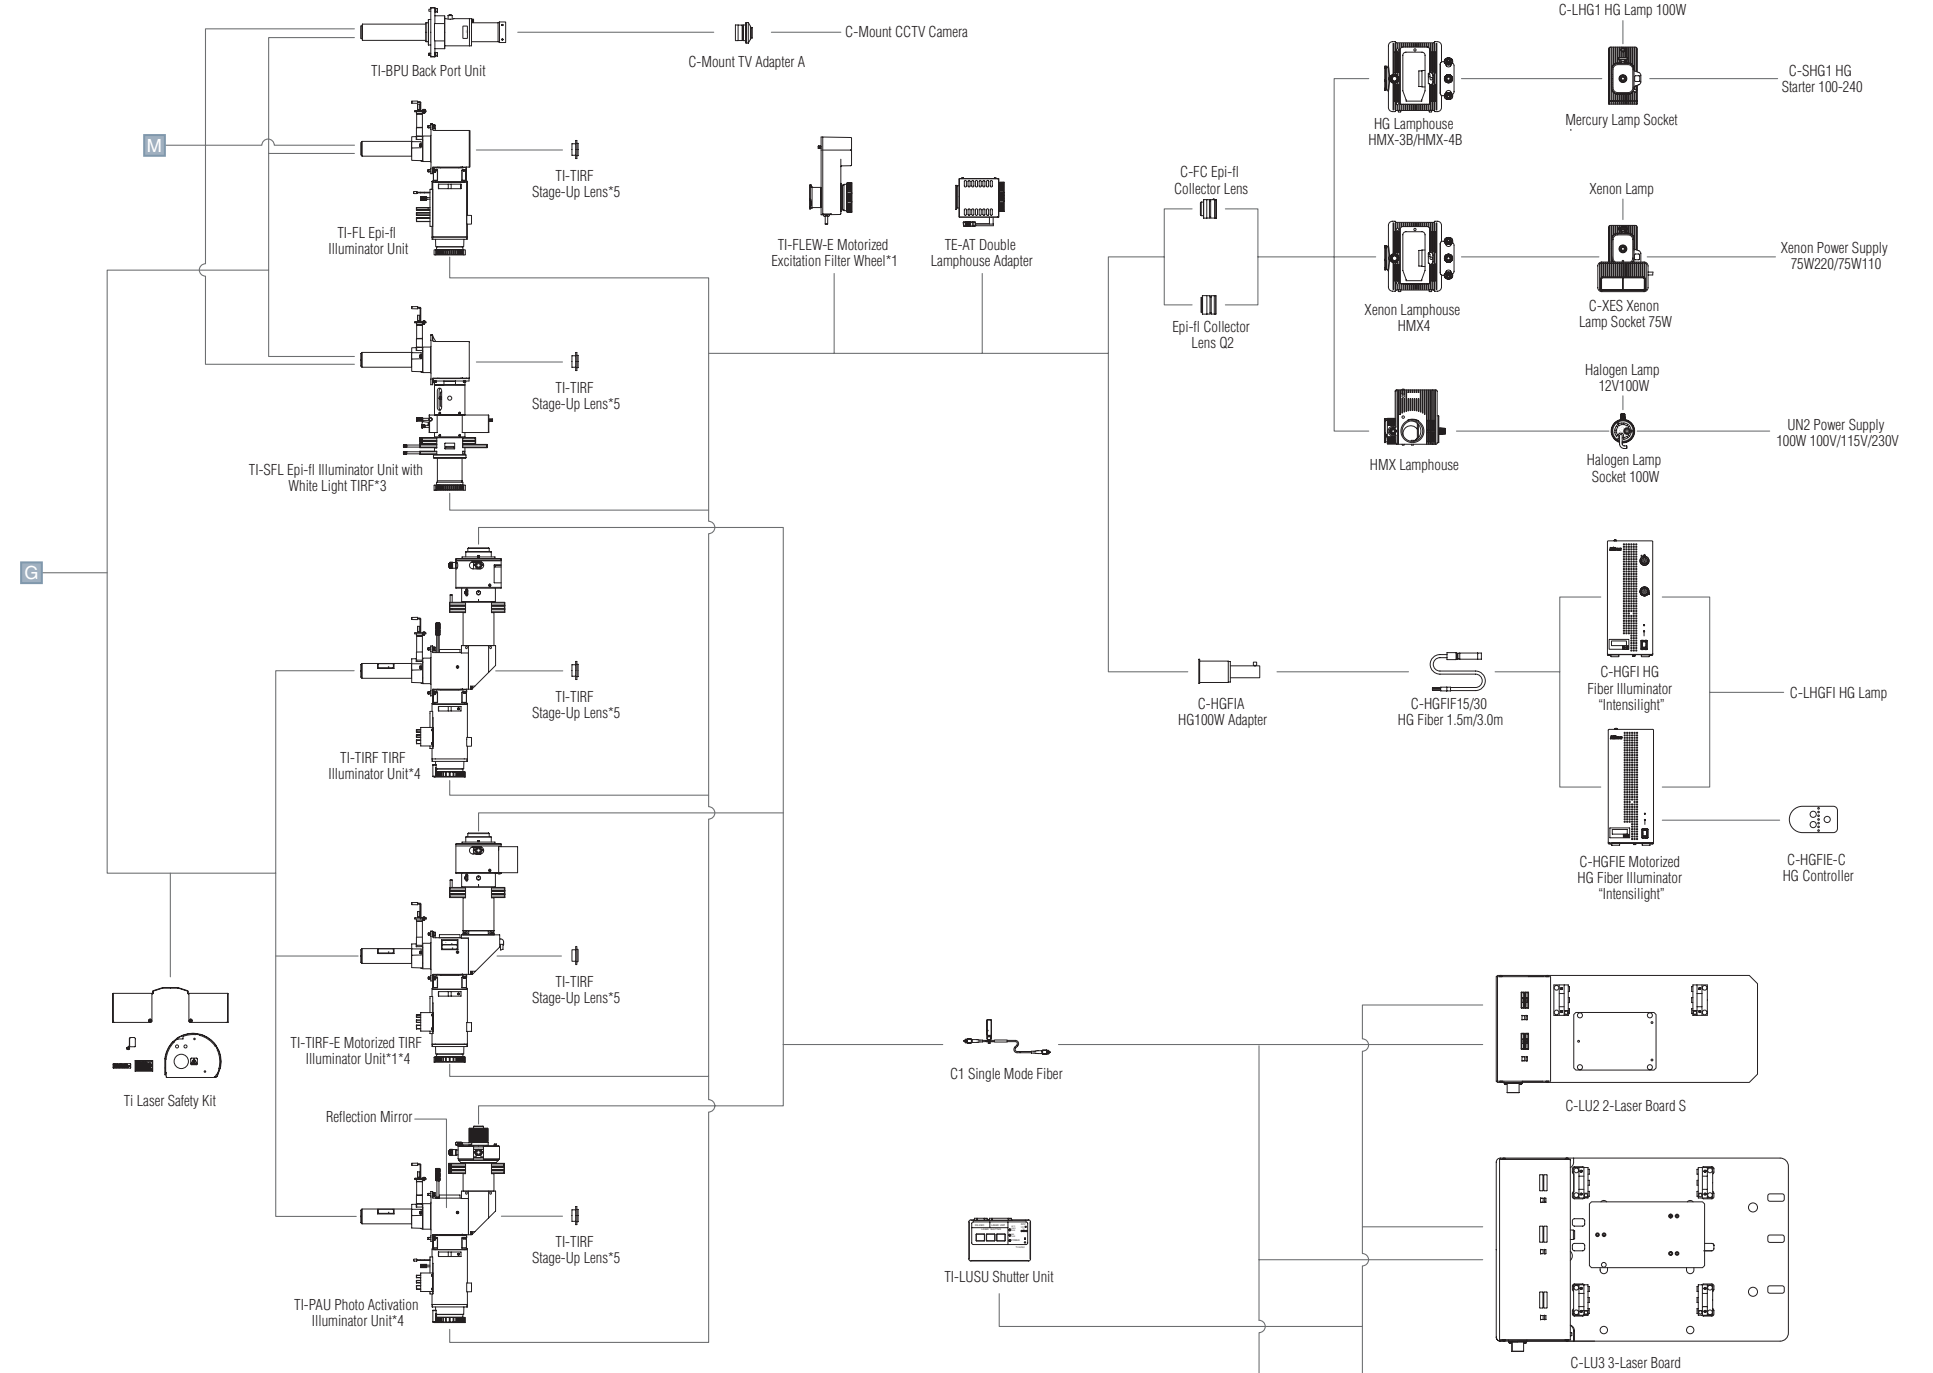 C-LHG1 HG Lamp 100W
TI-BPU Back Port Unit
C-Mount TV Adapter A
C-Mount CCTV Camera
HG Lamphouse
HMX-3B/HMX-4B
Mercury Lamp Socket
C-SHG1 HG
Starter 100-240
M
TI-TIRF
Stage-Up Lens*5
TI-FL Epi-fl
Illuminator Unit
TI-FLEW-E Motorized
Excitation Filter Wheel*1
TE-AT Double
Lamphouse Adapter
C-FC Epi-fl
Collector Lens
Epi-fl Collector
Lens Q2
Xenon Lamp
Xenon Lamphouse
HMX4
C-XES Xenon
Lamp Socket 75W
Xenon Power Supply
75W220/75W110
TI-TIRF
Stage-Up Lens*5
TI-SFL Epi-fl Illuminator Unit with
White Light TIRF*3
Halogen Lamp
12V100W
HMX Lamphouse
Halogen Lamp
Socket 100W
UN2 Power Supply
100W 100V/115V/230V
G
TI-TIRF
Stage-Up Lens*5
TI-TIRF TIRF
Illuminator Unit*4
C-HGFIA
HG100W Adapter
C-HGFIF15/30
HG Fiber 1.5m/3.0m
Nikon
C-HGFI HG
Fiber Illuminator
“Intensilight”
C-LHGFI HG Lamp
Nikon
C-HGFIE Motorized
HG Fiber Illuminator
“Intensilight”
C-HGFIE-C
HG Controller
TI-TIRF
Stage-Up Lens*5
TI-TIRF-E Motorized TIRF
Illuminator Unit*1*4
Ti Laser Safety Kit
C1 Single Mode Fiber
C-LU2 2-Laser Board S
Reflection Mirror
TI-TIRF
Stage-Up Lens*5
TI-PAU Photo Activation
Illuminator Unit*4
TI-LUSU Shutter Unit
C-LU3 3-Laser Board